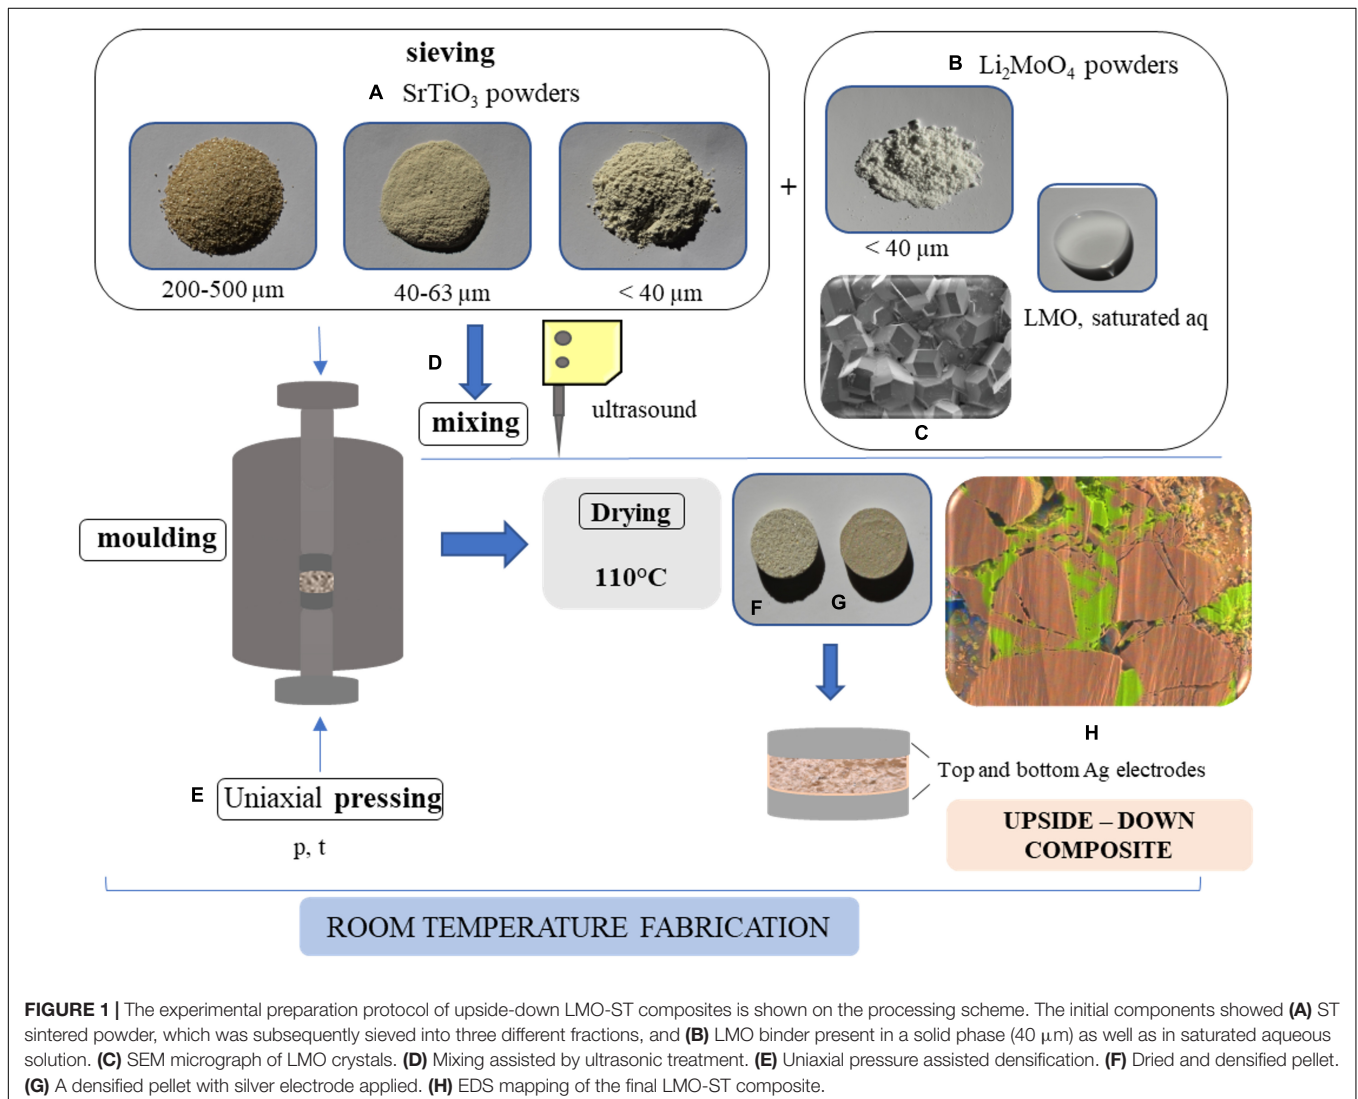 sieving
A SrTiO3 powders
200-500 µm
40-63 µm
< 40 µm
+
B Li2MoO4 powders
< 40 µm
LMO, saturated aq
C
D
mixing
ultrasound
moulding
Drying
110°C
F
G
H
E Uniaxial pressing
p, t
Top and bottom Ag electrodes
UPSIDE – DOWN
COMPOSITE
ROOM TEMPERATURE FABRICATION
FIGURE 1 | The experimental preparation protocol of upside-down LMO-ST composites is shown on the processing scheme. The initial components showed (A) ST
sintered powder, which was subsequently sieved into three different fractions, and (B) LMO binder present in a solid phase (40 µm) as well as in saturated aqueous
solution. (C) SEM micrograph of LMO crystals. (D) Mixing assisted by ultrasonic treatment. (E) Uniaxial pressure assisted densification. (F) Dried and densified pellet.
(G) A densified pellet with silver electrode applied. (H) EDS mapping of the final LMO-ST composite.